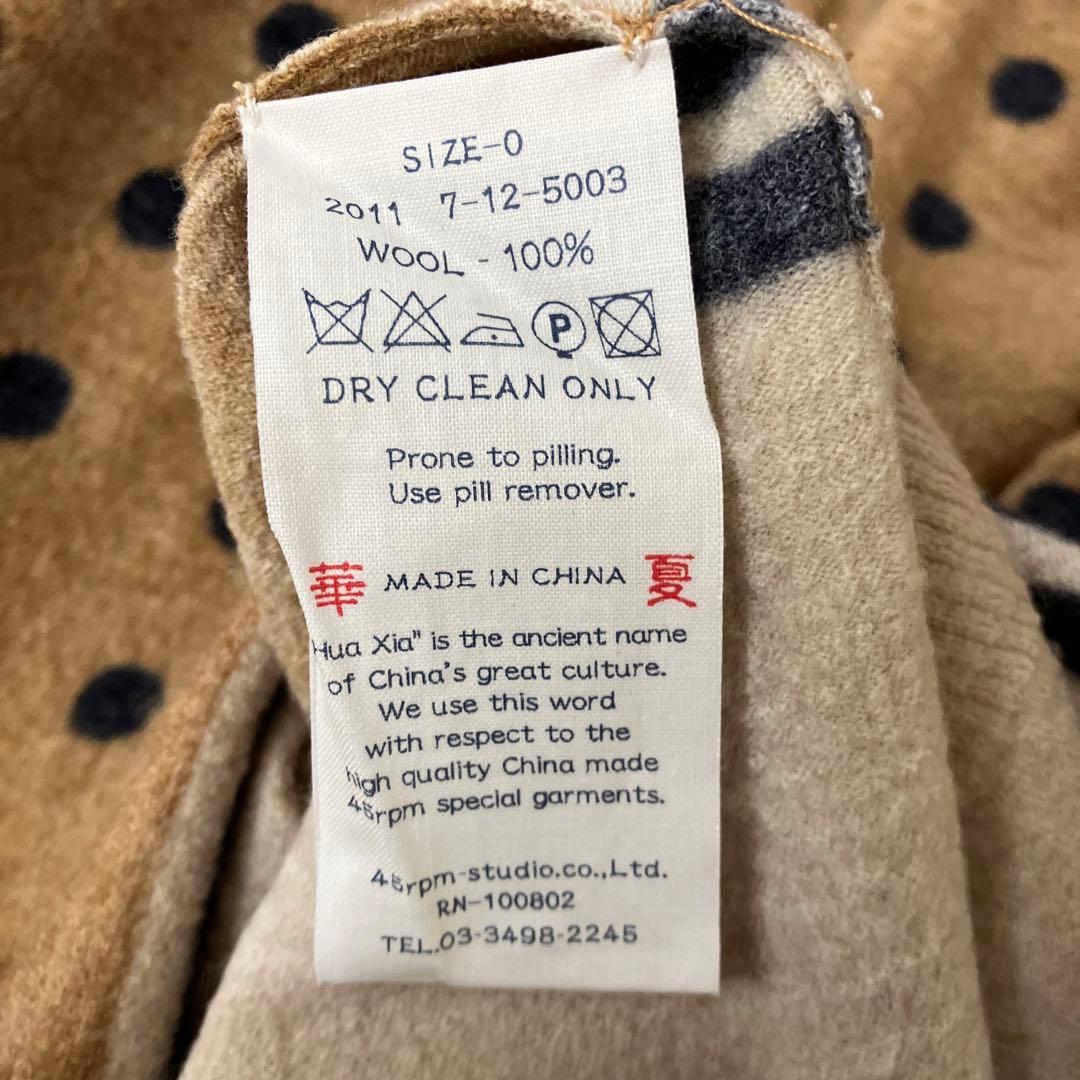 SIZE-0
2011 7-12-5003
WOOL - 100%
P
DRY CLEAN ONLY
Prone to pilling.
Use pill remover.
華 MADE IN CHINA 夏
Hua Xia" is the ancient name
of China's great culture.
We use this word
with respect to the
high quality China made
45rpm special garments.
45rpm-studio.co.,Ltd.
RN-100802
TEL.03-3498-2245